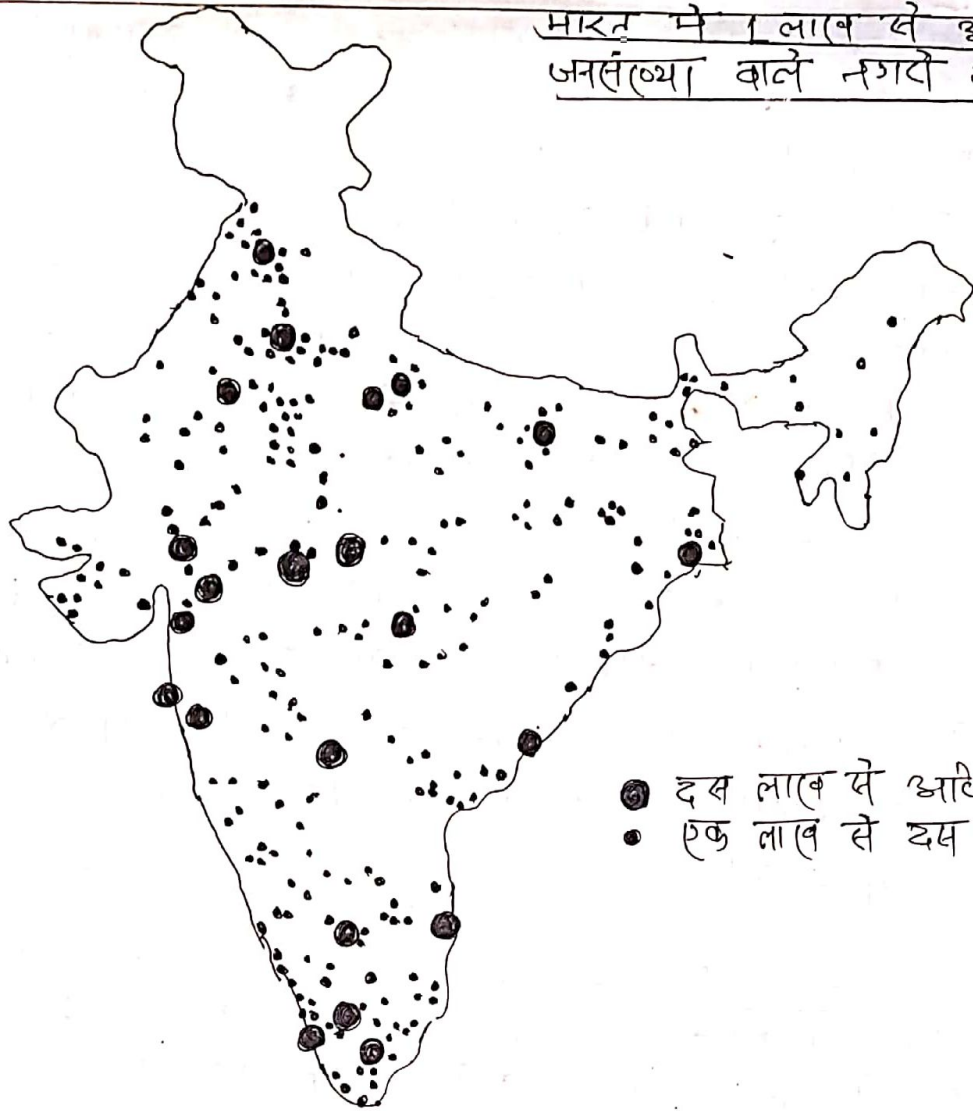 भारत में 1 लाख से
जनसंख्या वाले नगरों
दस लाख से
एक लाख से दस